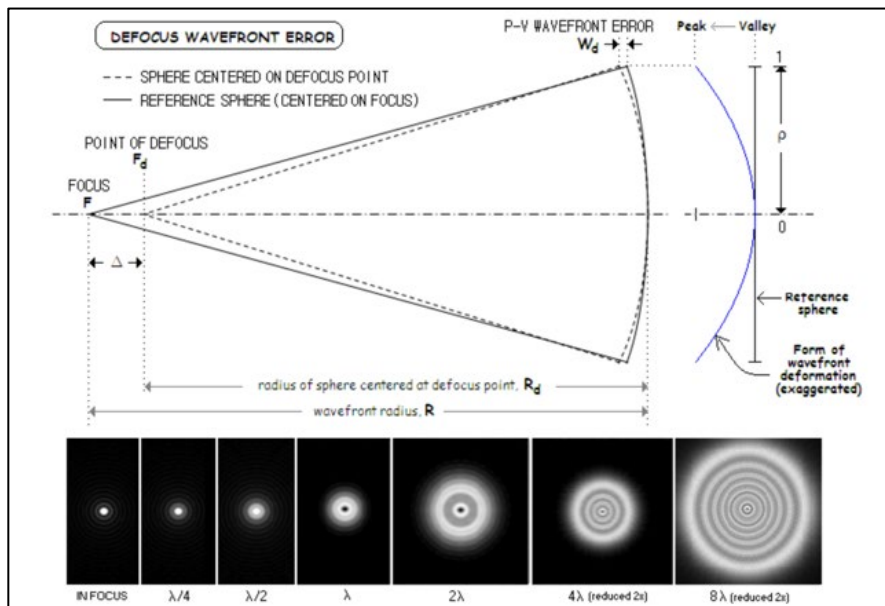 DEFOCUS WAVEFRONT ERROR
P-V WAVEFRONT ERROR
W d
Peak
Valley
SPHERE CENTERED ON DEFOCUS POINT
REFERENCE SPHERE (CENTERED ON FOCUS)
1
ρ
0
POINT OF DEFOCUS
F d
FOCUS
F
Δ
Reference
sphere
Form of
wavefront
deformation
(exaggerated)
radius of sphere centered at defocus point, R d
wavefront radius, R
IN FOCUS
λ/4
λ/2
λ
2λ
4λ (reduced 2x)
8λ (reduced 2x)